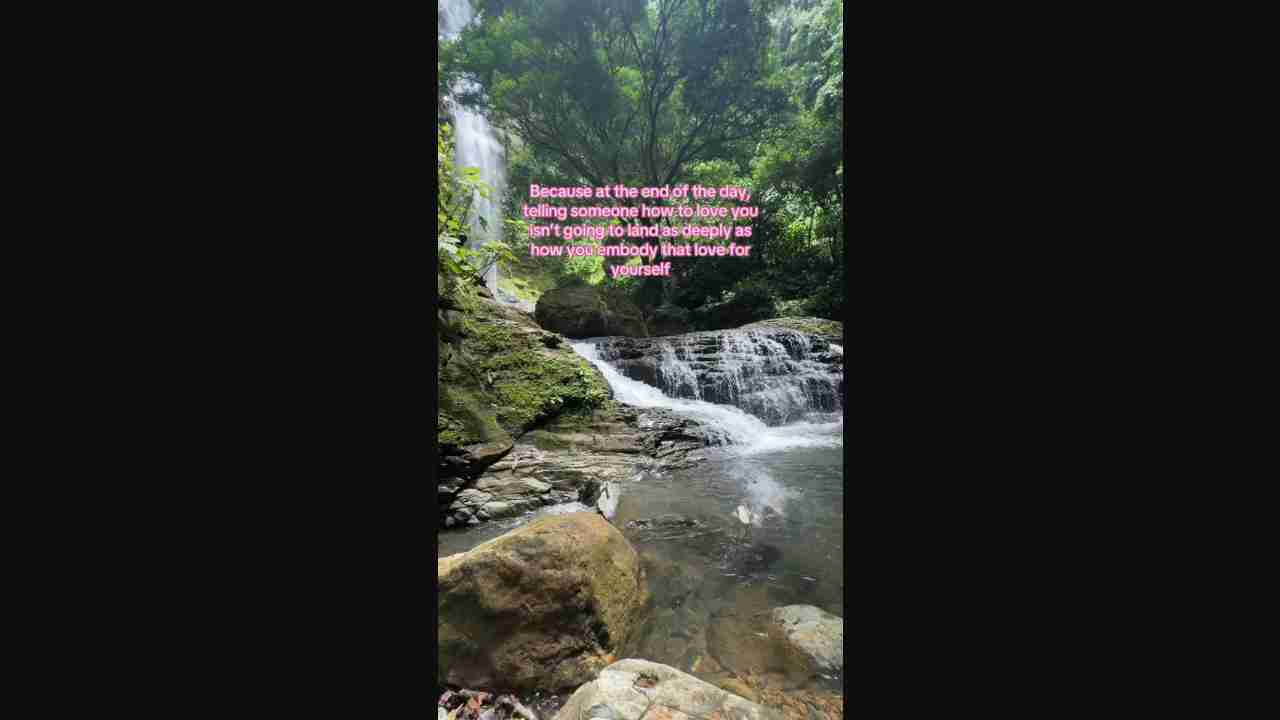 Because at the end of the day,
telling someone how to love you
isn't going to land as deeply as
how you embody that love for
yourself